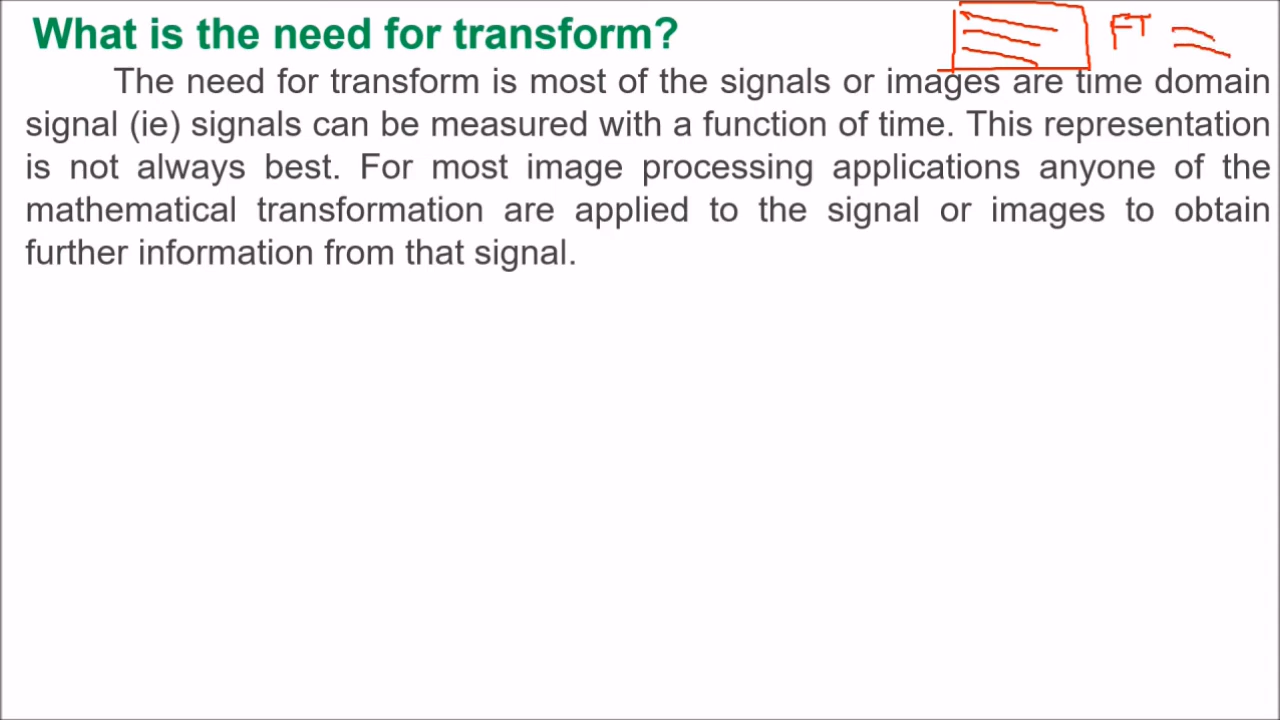 What is the need for transform?
FT
The need for transform is most of the signals or images are time domain
signal (ie) signals can be measured with a function of time. This representation
is not always best. For most image processing applications anyone of the
mathematical transformation are applied to the signal or images to obtain
further information from that signal.